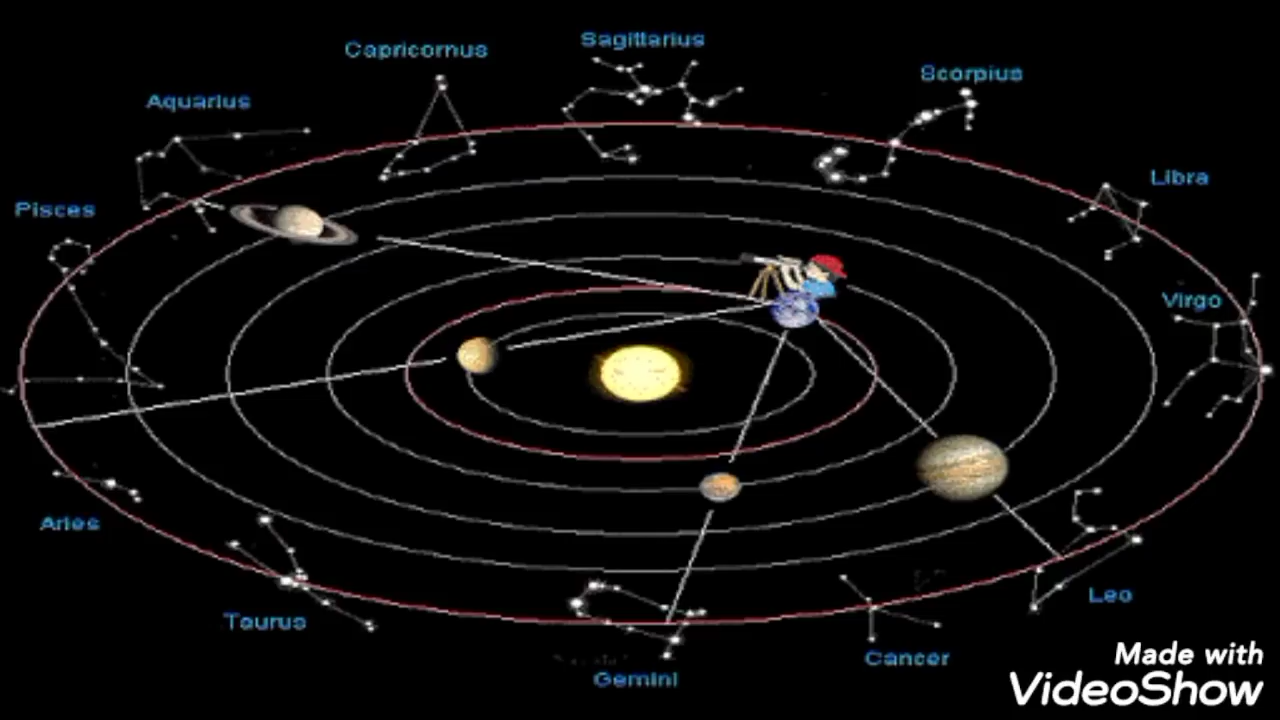 Sagittarius
Capricornus
Scorpius
Aquarius
Libra
Pisces
Virgo
Aries
Leo
Taurus
Cancer
Gemini
Made with
VideoShow